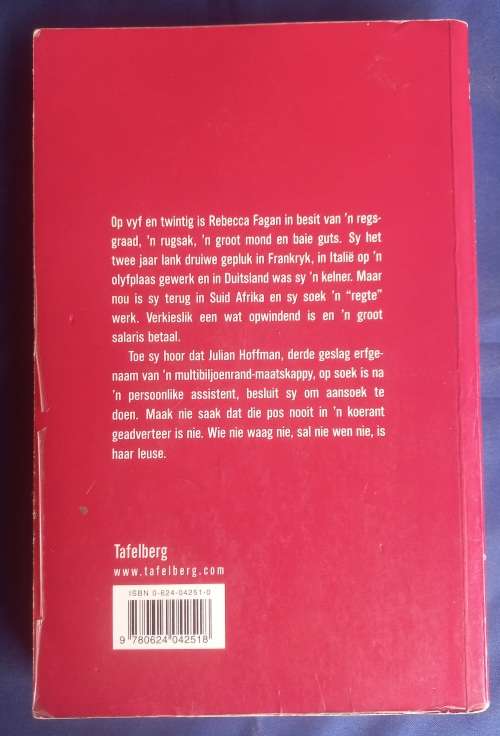 Op vyf en twintig is Rebecca Fagan in besit van 'n regs-
graad, 'n rugsak, 'n groot mond en baie guts. Sy het
twee jaar lank druiwe gepluk in Frankryk, in Italië op 'n
olyfplaas gewerk en in Duitsland was sy 'n kelner. Maar
nou is sy terug in Suid Afrika en sy soek 'n “regte”
werk. Verkieslik een wat opwindend is en 'n groot
salaris betaal.
Toe sy hoor dat Julian Hoffman, derde geslag erfge-
naam van 'n multibiljoenrand-maatskappy, op soek is na
'n persoonlike assistent, besluit sy om aansoek te
doen. Maak nie saak dat die pos nooit in 'n koerant
geadverteer is nie. Wie nie waag nie, sal nie wen nie, is
haar leuse.
Tafelberg
www.tafelberg.com
ISBN 0-624-04251-0
9 780624 042518